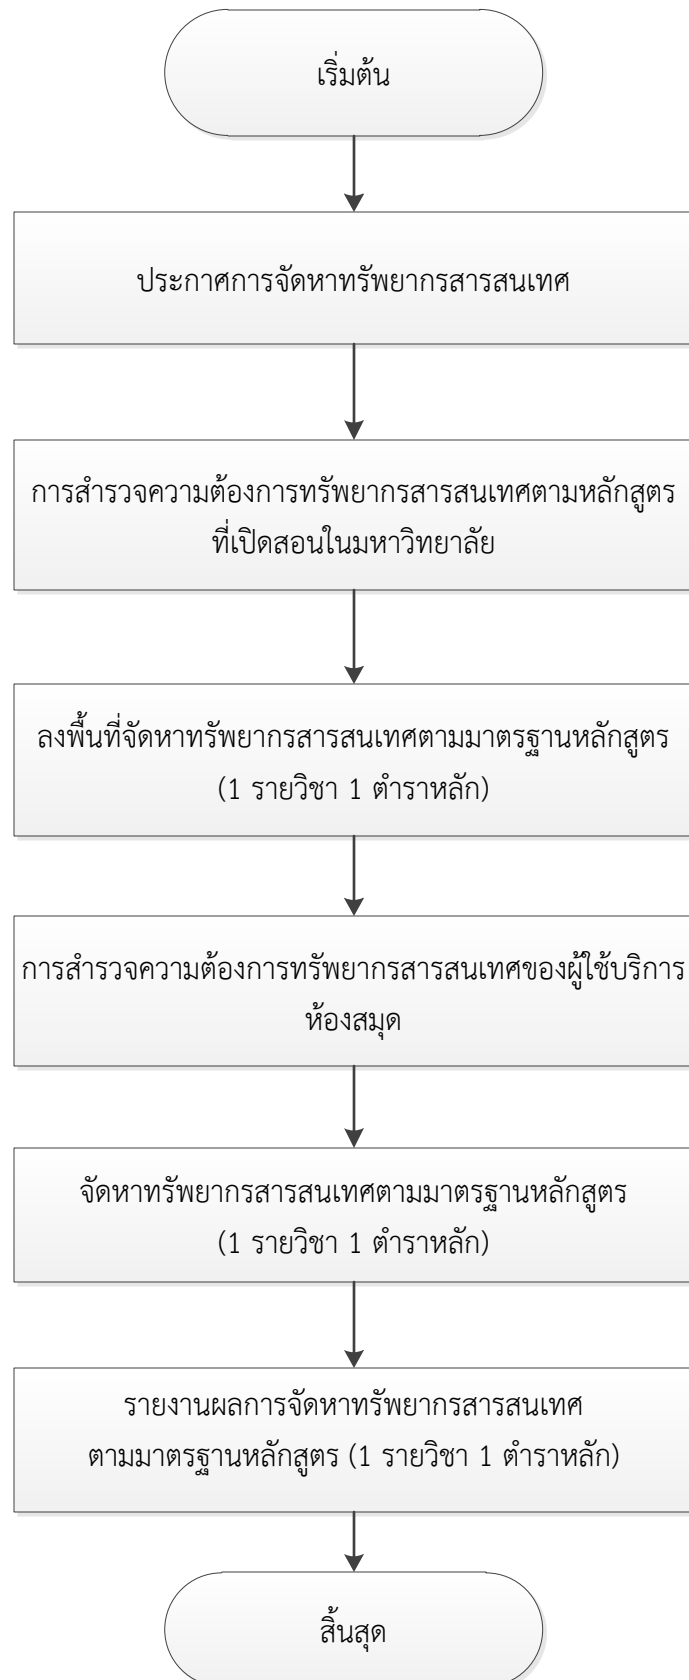 เริ่มต้น
ประกาศการจัดหาทรัพยากรสารสนเทศ
การสำรวจความต้องการทรัพยากรสารสนเทศตามหลักสูตร
ที่เปิดสอนในมหาวิทยาลัย
ลงพื้นที่จัดหาทรัพยากรสารสนเทศตามมาตรฐานหลักสูตร
(1 รายวิชา 1 ตำราหลัก)
การสำรวจความต้องการทรัพยากรสารสนเทศของผู้ใช้บริการ
ห้องสมุด
จัดหาทรัพยากรสารสนเทศตามมาตรฐานหลักสูตร
(1 รายวิชา 1 ตำราหลัก)
รายงานผลการจัดหาทรัพยากรสารสนเทศ
ตามมาตรฐานหลักสูตร (1 รายวิชา 1 ตำราหลัก)
สิ้นสุด